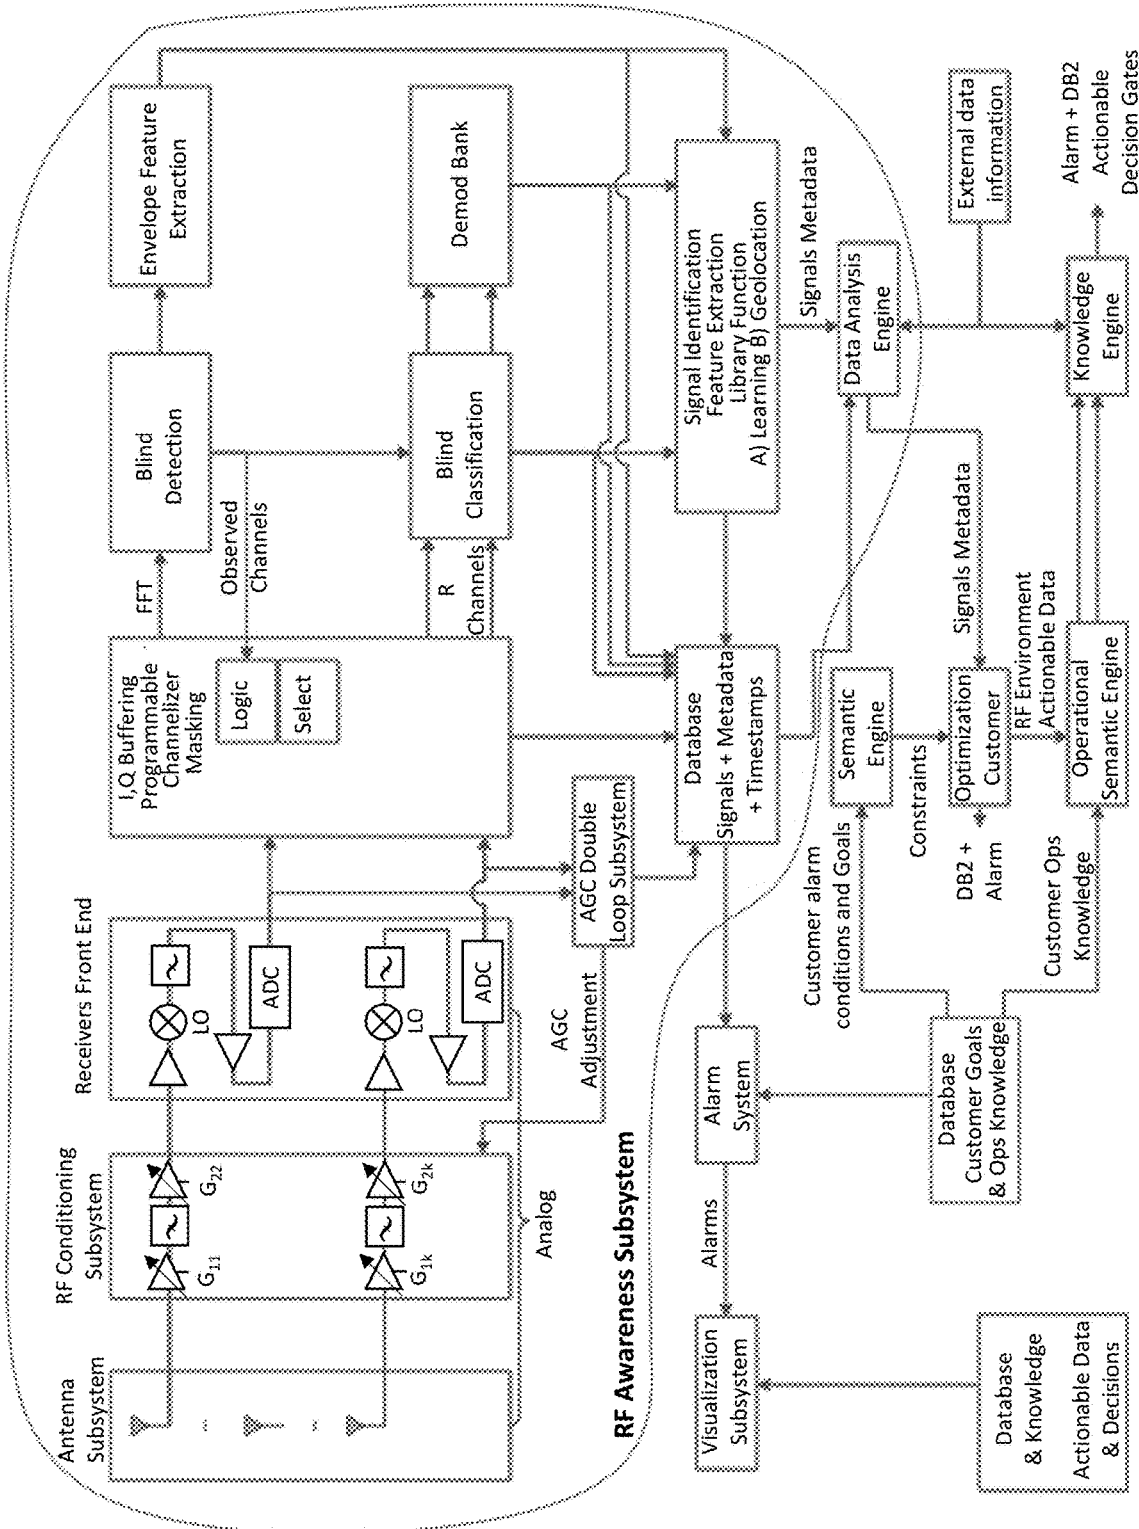 Antenna
Subsystem
RF Conditioning
Subsystem
G11
G22
G1k
G2k
Receivers Front End
LO
ADC
LO
ADC
Analog
AGC
Adjustment
AGC Double
Loop Subsystem
I,Q Buffering
Programmable
Channelizer
Masking
Logic
Select
FFT
Observed
Channels
R
Channels
Blind
Detection
Envelope Feature
Extraction
Blind
Classification
Demod Bank
RF Awareness Subsystem
Database
Signals + Metadata
+ Timestamps
Signal Identification
Feature Extraction
Library Function
A) Learning B) Geolocation
Signals Metadata
Visualization
Subsystem
Alarms
Alarm
System
Customer alarm
conditions and Goals
Semantic
Engine
Data Analysis
Engine
External data
information
Constraints
Signals Metadata
Database
& Knowledge
Actionable Data
& Decisions
Database
Customer Goals
& Ops Knowledge
DB2 +
Alarm
Optimization
Customer
RF Environment
Actionable Data
Customer Ops
Knowledge
Operational
Semantic Engine
Knowledge
Engine
Alarm + DB2
Actionable
Decision Gates